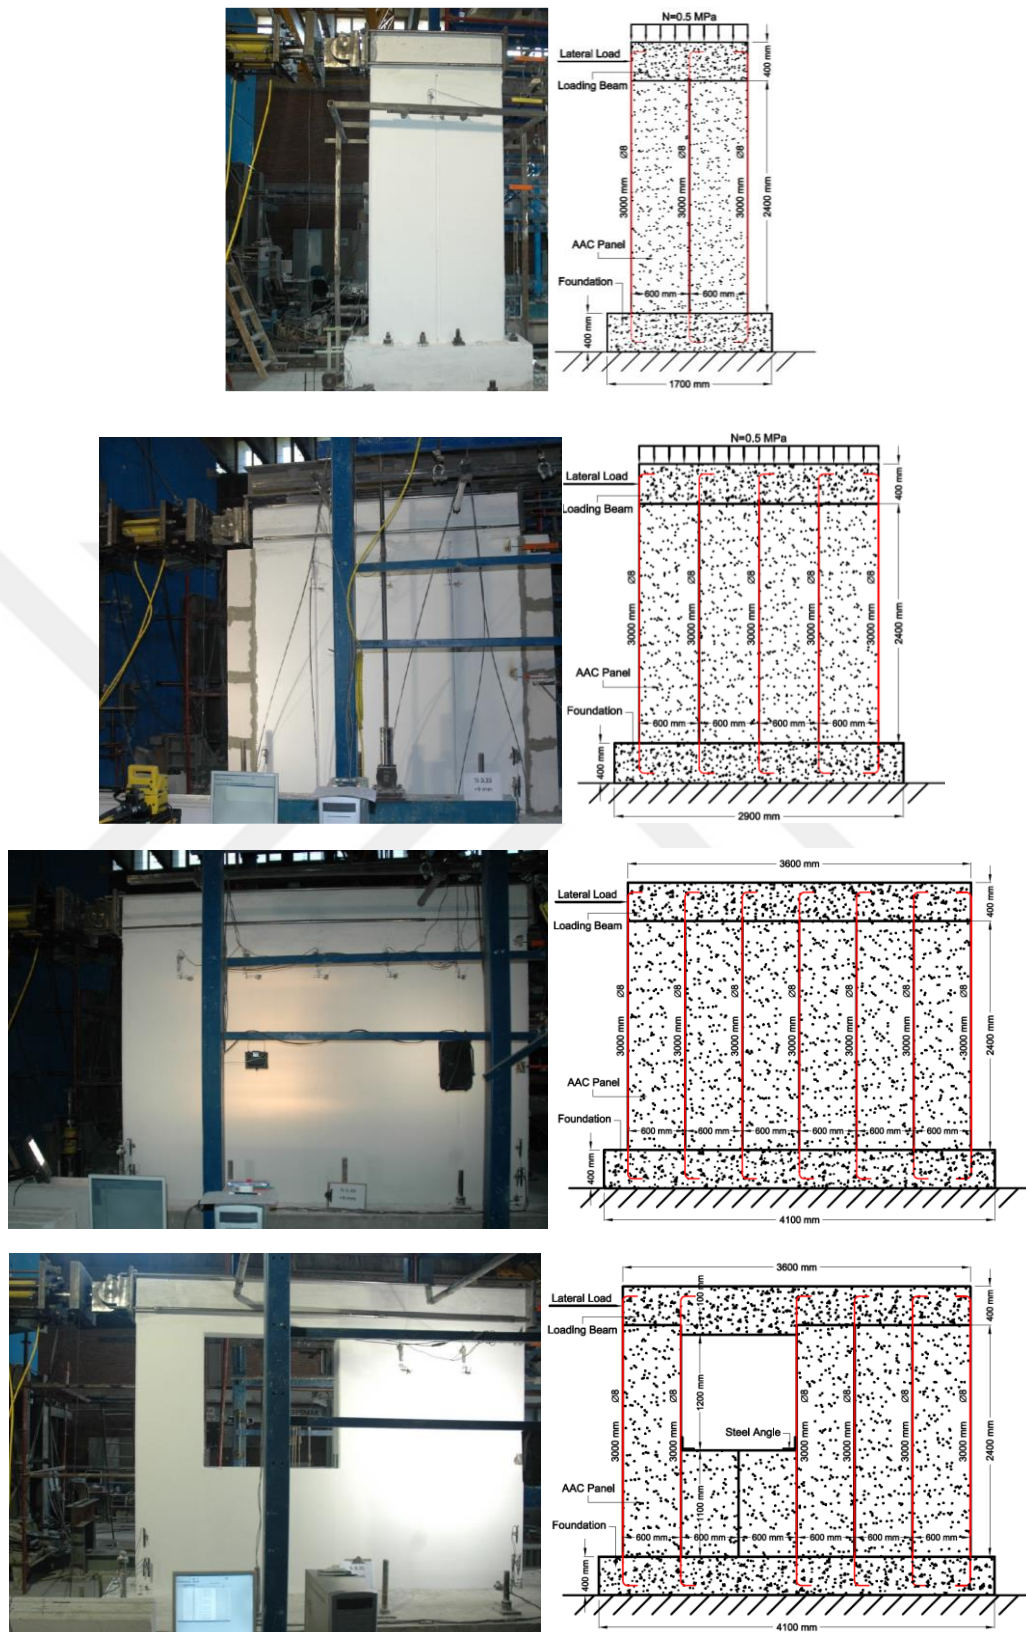 N=0.5 MPa
Lateral Load
Loading Beam
400 mm
Ø8
Ø8
Ø8
3000 mm
3000 mm
3000 mm
2400 mm
AAC Panel
Foundation
600 mm
600 mm
400 mm
1700 mm
N=0.5 MPa
Lateral Load
Loading Beam
400 mm
Ø8
Ø8
Ø8
Ø8
Ø8
3000 mm
3000 mm
3000 mm
3000 mm
3000 mm
2400 mm
AAC Panel
Foundation
600 mm
600 mm
600 mm
600 mm
400 mm
2900 mm
3600 mm
Lateral Load
Loading Beam
400 mm
Ø8
Ø8
Ø8
Ø8
Ø8
Ø8
Ø8
3000 mm
3000 mm
3000 mm
3000 mm
3000 mm
3000 mm
3000 mm
2400 mm
AAC Panel
Foundation
600 mm
600 mm
600 mm
600 mm
600 mm
600 mm
400 mm
4100 mm
3600 mm
Lateral Load
Loading Beam
400 mm
1200 mm
Ø8
Ø8
Ø8
Ø8
Ø8
Ø8
Steel Angle
3000 mm
3000 mm
3000 mm
3000 mm
3000 mm
3000 mm
2400 mm
AAC Panel
1100 mm
Foundation
600 mm
600 mm
600 mm
600 mm
600 mm
600 mm
400 mm
4100 mm